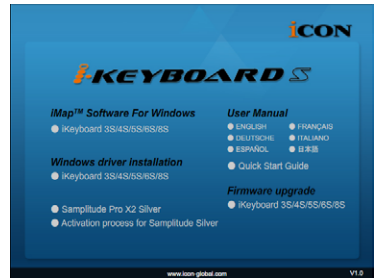 iCON
i-KEYBOARD S
iMap™ Software For Windows
iKeyboard 3S/4S/5S/6S/8S
Windows driver installation
iKeyboard 3S/4S/5S/6S/8S
Samplitude Pro X2 Silver
Activation process for Samplitude Silver
User Manual
ENGLISH FRANÇAIS
DEUTSCHE ITALIANO
ESPAÑOL 日本語
Quick Start Guide
Firmware upgrade
iKeyboard 3S/4S/5S/6S/8S
www.icon-global.com V1.0